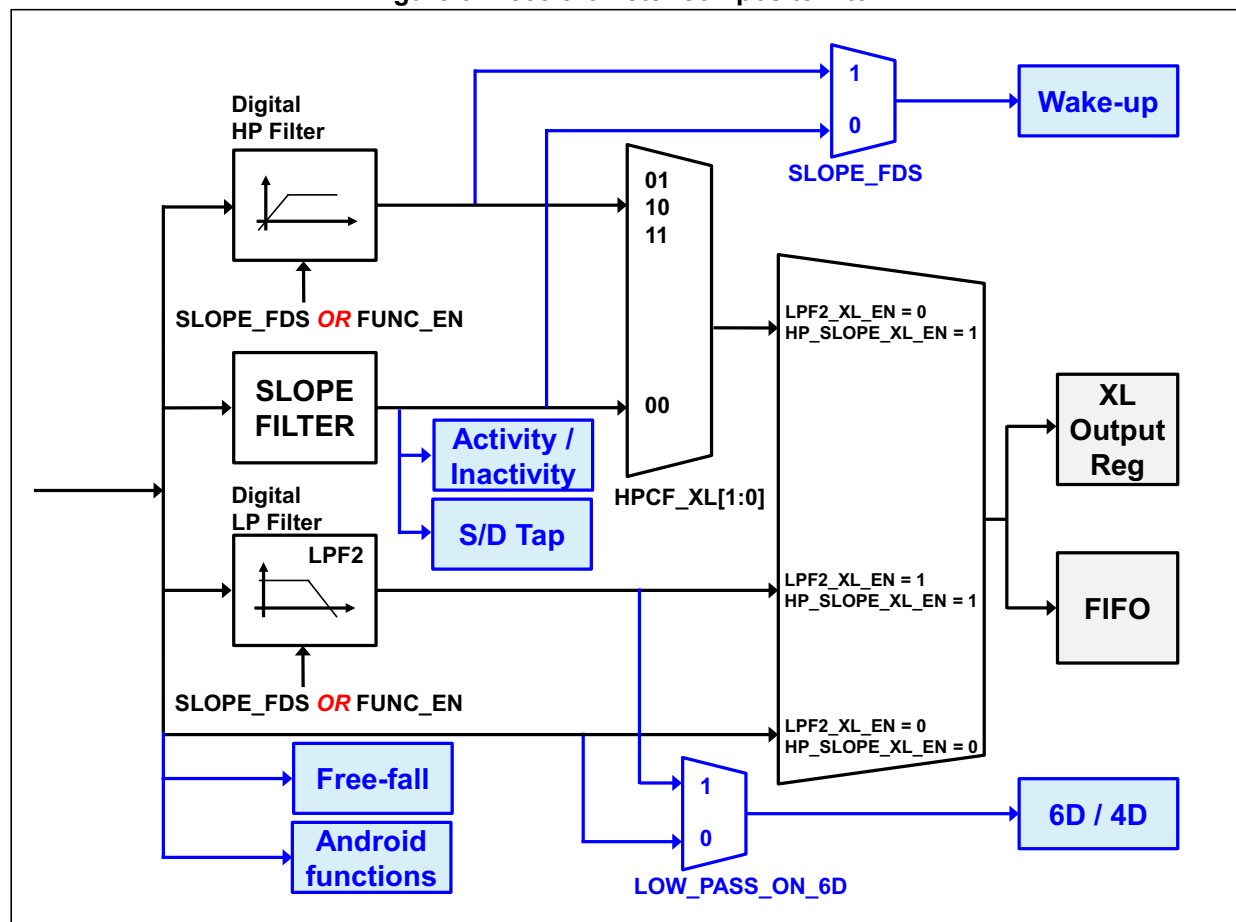 Digital
HP Filter
SLOPE_FDS OR FUNC_EN
SLOPE
FILTER
Digital
LP Filter
LPF2
SLOPE_FDS OR FUNC_EN
Free-fall
Android
functions
Activity /
Inactivity
S/D Tap
01
10
11
00
HPCF_XL[1:0]
1
0
SLOPE_FDS
Wake-up
LPF2_XL_EN = 0
HP_SLOPE_XL_EN = 1
LPF2_XL_EN = 1
HP_SLOPE_XL_EN = 1
LPF2_XL_EN = 0
HP_SLOPE_XL_EN = 0
XL
Output
Reg
FIFO
1
0
LOW_PASS_ON_6D
6D / 4D